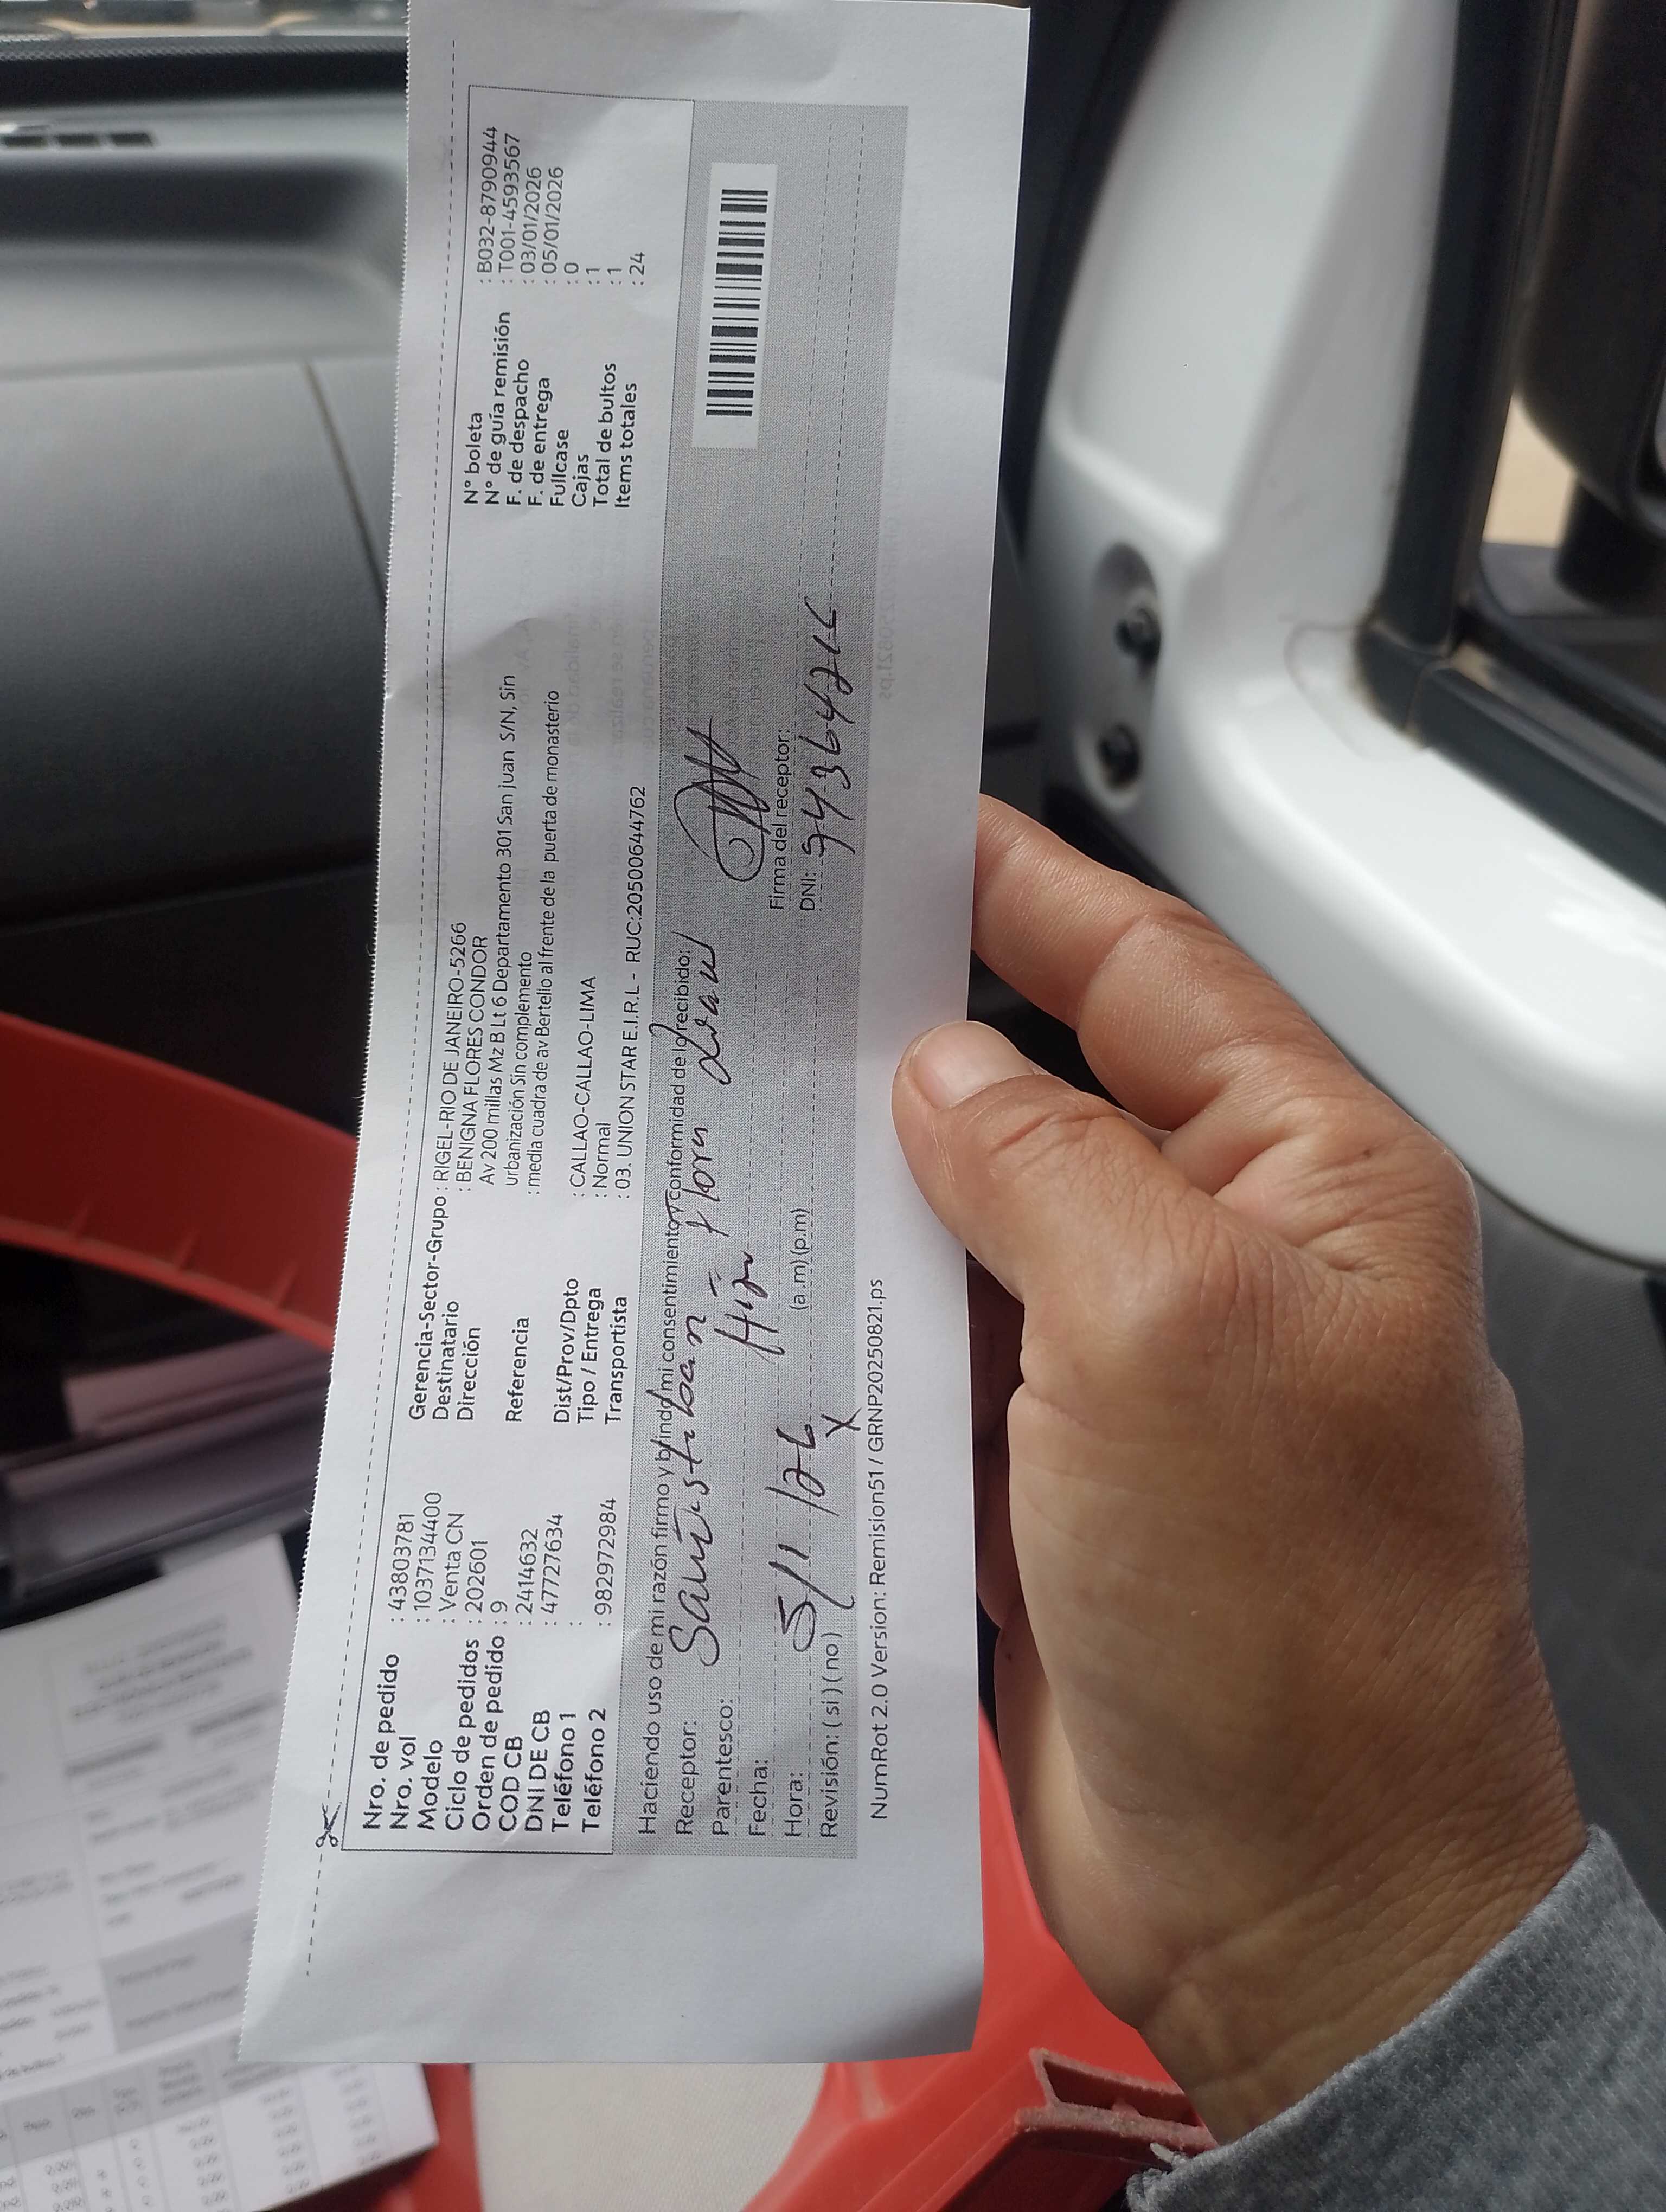 Nro. de pedido : 43803781
Nro. vol : 1037134400
Modelo : Venta CN
Ciclo de pedidos : 202601
Orden de pedido : 9
COD CB : 2414632
DNI DE CB : 47727634
Teléfono 1 :
Teléfono 2 : 982972984
Gerencia-Sector-Grupo : RIGEL-RIO DE JANEIRO-5266
Destinatario : BENIGNA FLORES CONDOR
Dirección Av 200 millas Mz B Lt 6 Departamento 301 San juan S/N, Sin
urbanización Sin complemento
Referencia : media cuadra de av Bertello al frente de la puerta de monasterio
Dist/Prov/Dpto : CALLAO-CALLAO-LIMA
Tipo / Entrega : Normal
Transportista : 03. UNION STAR E.I.R.L - RUC:20500644762
N° boleta : B032-8790944
N° de guía remisión : T001-4593567
F. de despacho : 03/01/2026
F. de entrega : 05/01/2026
Fullcase : 0
Cajas : 1
Total de bultos : 1
Items totales : 24
Haciendo uso de mi razón firmo y brindo mi consentimiento y conformidad de lo recibido:
Receptor:
Parentesco: Hijo
Fecha: 5/1/26
Hora: (a.m) (p.m)
Revisión: ( si ) ( no ) X
Firma del receptor:
DNI:
NumRot 2.0 Version: Remision51 / GRNP20250821.ps